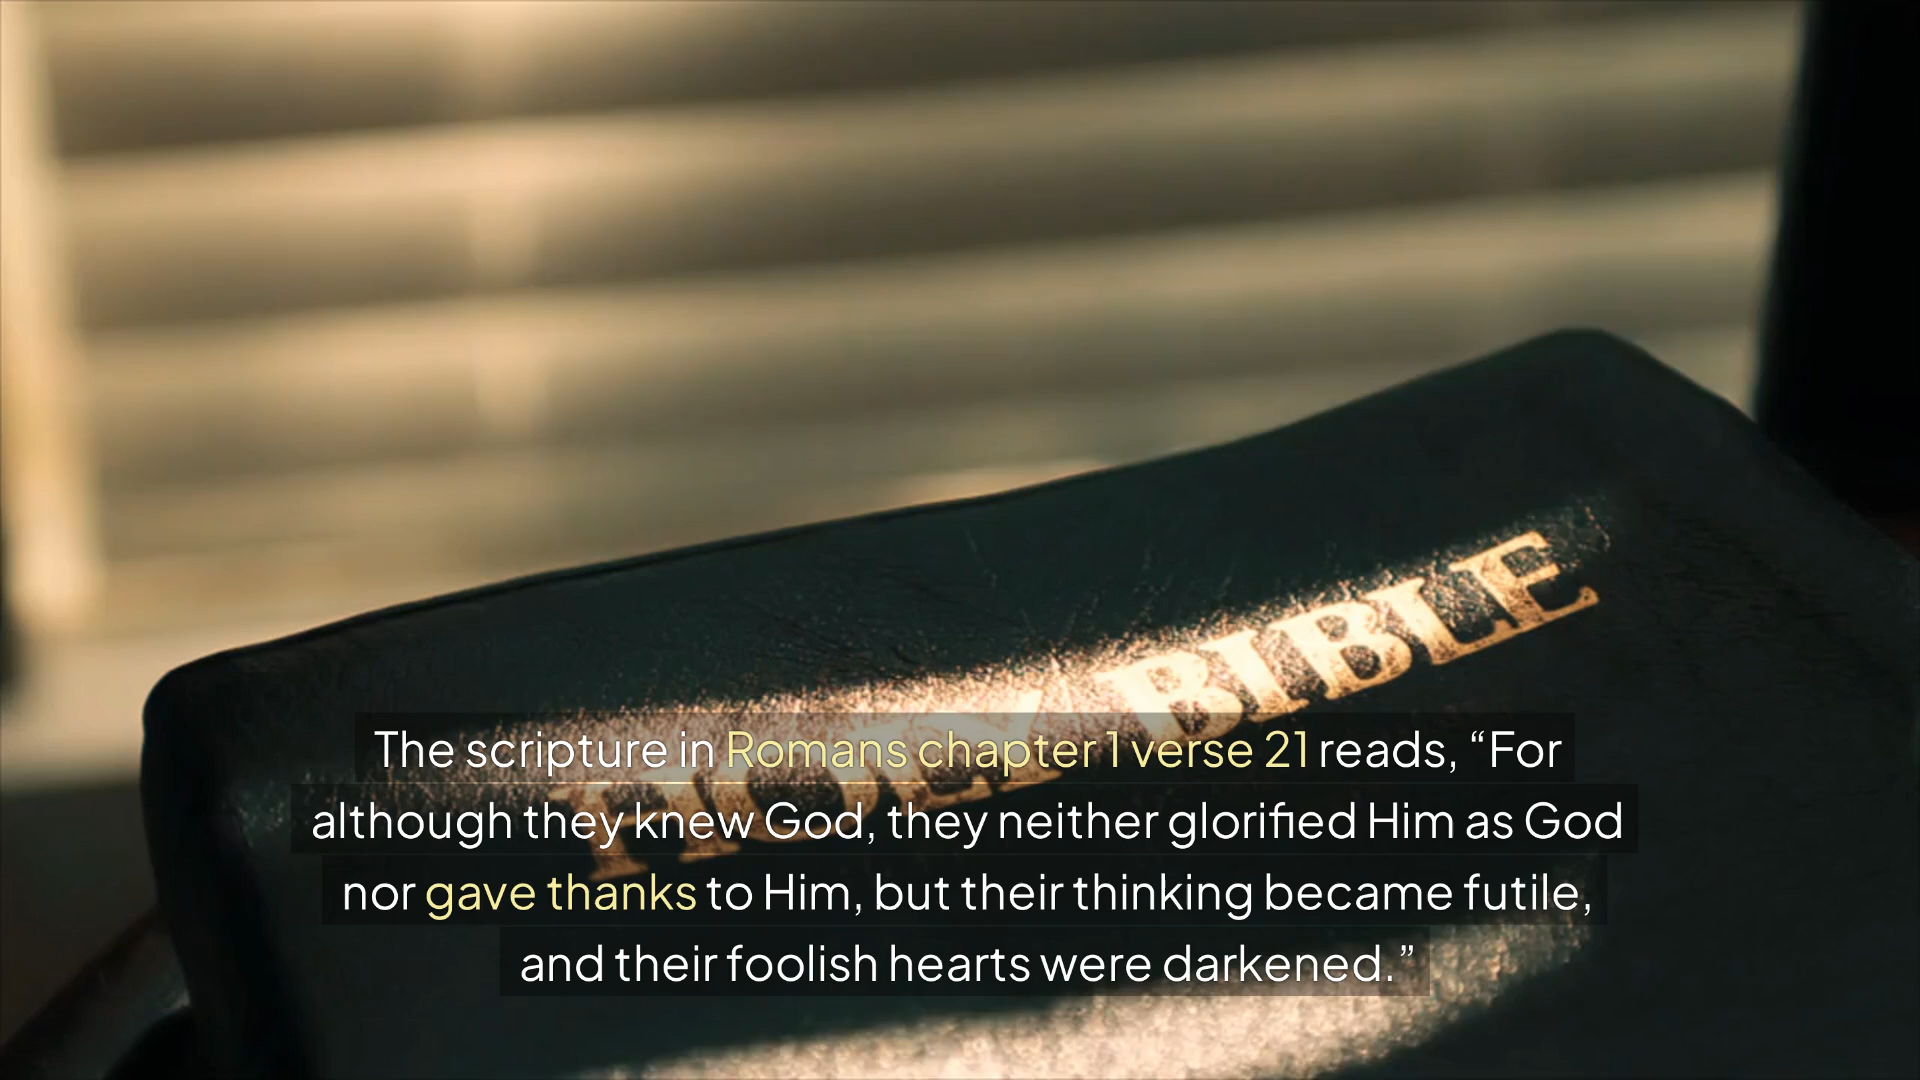 HOLY BIBLE
The scripture in Romans chapter 1 verse 21 reads, “For
although they knew God, they neither glorified Him as God
nor gave thanks to Him, but their thinking became futile,
and their foolish hearts were darkened.”